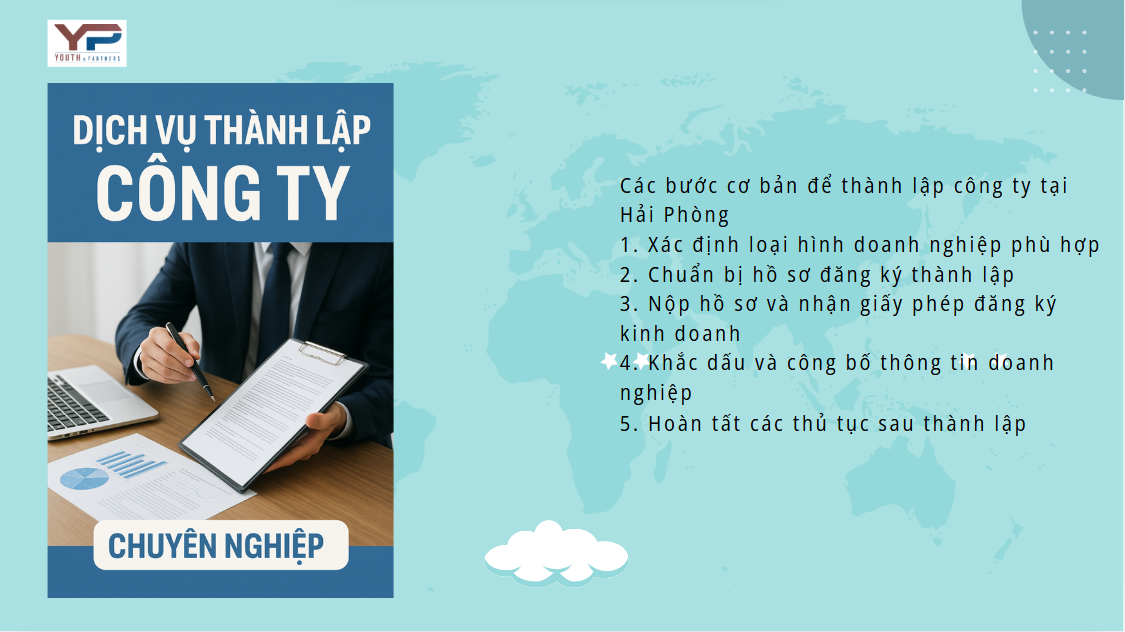 YP
YOUTH & PARTNERS
DỊCH VỤ THÀNH LẬP
CÔNG TY
CHUYÊN NGHIỆP
Các bước cơ bản để thành lập công ty tại
Hải Phòng
1. Xác định loại hình doanh nghiệp phù hợp
2. Chuẩn bị hồ sơ đăng ký thành lập
3. Nộp hồ sơ và nhận giấy phép đăng ký
kinh doanh
4. Khắc dấu và công bố thông tin doanh
nghiệp
5. Hoàn tất các thủ tục sau thành lập